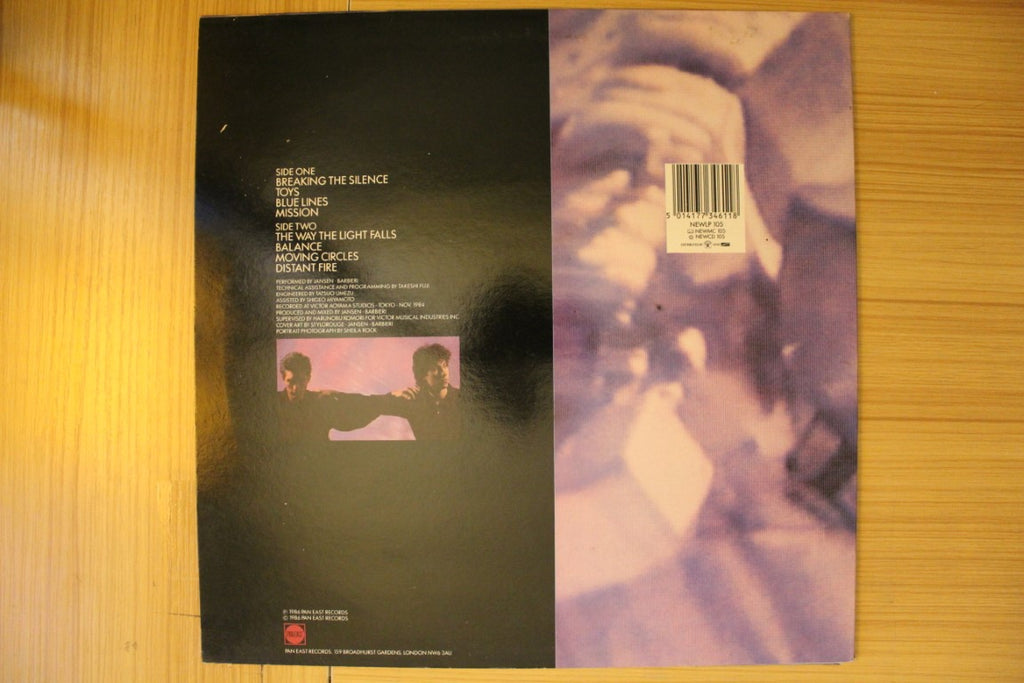 SIDE ONE
BREAKING THE SILENCE
TOYS
BLUE LINES
MISSION
SIDE TWO
THE WAY THE LIGHT FALLS
BALANCE
MOVING CIRCLES
DISTANT FIRE
PERFORMED BY JANSEN · BARBIERI
TECHNICAL ASSISTANCE AND PROGRAMMING BY TAKESHI FUJII
ENGINEERED BY TATSUO UMEZU
ASSISTED BY SHIGEO MIYAMOTO
RECORDED AT VICTOR AOYAMA STUDIOS - TOKYO - NOV. 1984
PRODUCED AND MIXED BY JANSEN · BARBIERI
SUPERVISED BY HARUNOBU KOMORI FOR VICTOR MUSICAL INDUSTRIES INC
COVER ART BY STYLOROUGE · JANSEN · BARBIERI
PORTRAIT PHOTOGRAPH BY SHEILA ROCK
5 014177 346118
NEWLP 105
NEWMC 105
NEWCD 105
℗ 1986 PAN EAST RECORDS
© 1986 PAN EAST RECORDS
PAN EAST RECORDS, 159 BROADHURST GARDENS, LONDON NW6 3AU